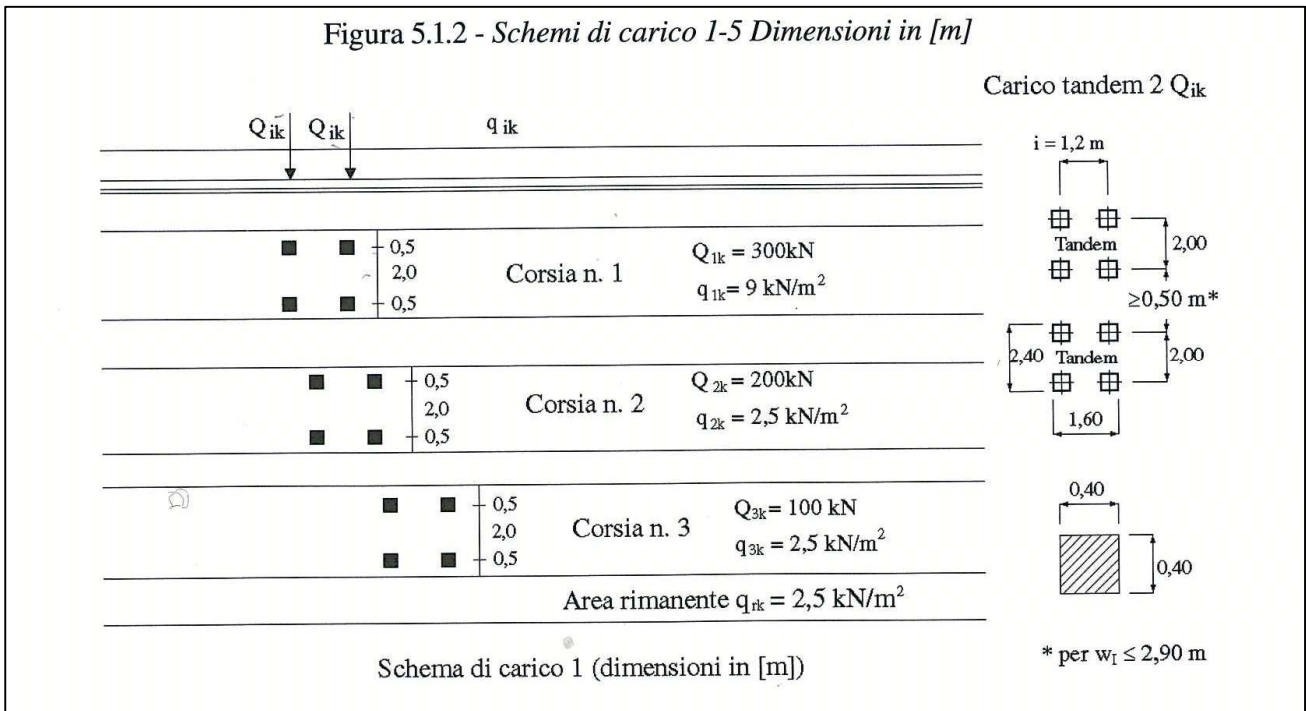 Figura 5.1.2 - Schemi di carico 1-5 Dimensioni in [m]
Carico tandem 2 Qik
Qik Qik qik
i = 1,2 m
0,5
2,0
0,5
Corsia n. 1
Q1k = 300kN
q1k= 9 kN/m²
Tandem
2,00
≥0,50 m*
0,5
2,0
0,5
Corsia n. 2
Q2k = 200kN
q2k = 2,5 kN/m²
2,40
Tandem
2,00
1,60
0,5
2,0
0,5
Corsia n. 3
Q3k= 100 kN
q3k = 2,5 kN/m²
0,40
0,40
Area rimanente qrk = 2,5 kN/m²
Schema di carico 1 (dimensioni in [m])
* per wI ≤ 2,90 m